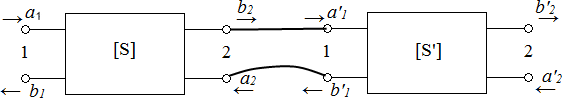 a₁ b₂ a'₁ b'₂
[S] [S']
1 2 1 2
b₁ a₂ b'₁ a'₂